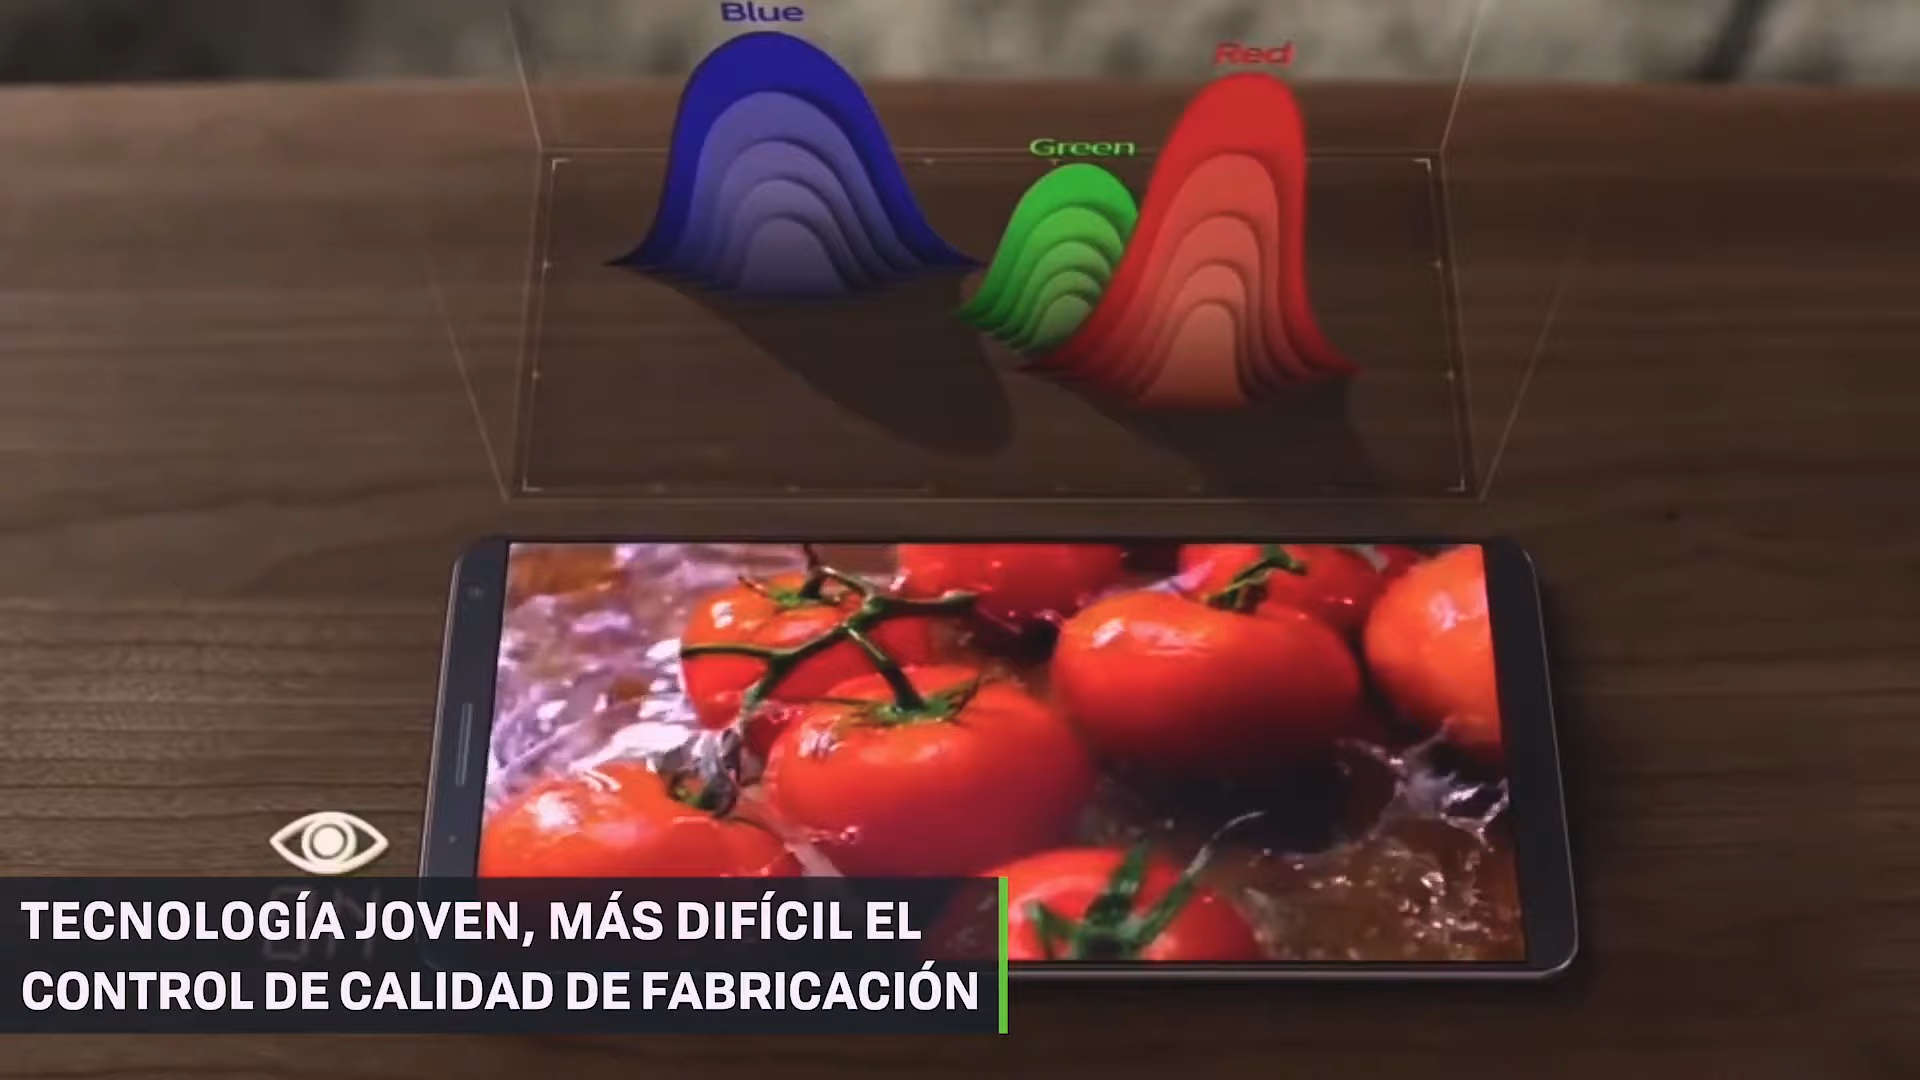 Blue
Red
Green
TECNOLOGÍA JOVEN, MÁS DIFÍCIL EL
CONTROL DE CALIDAD DE FABRICACIÓN